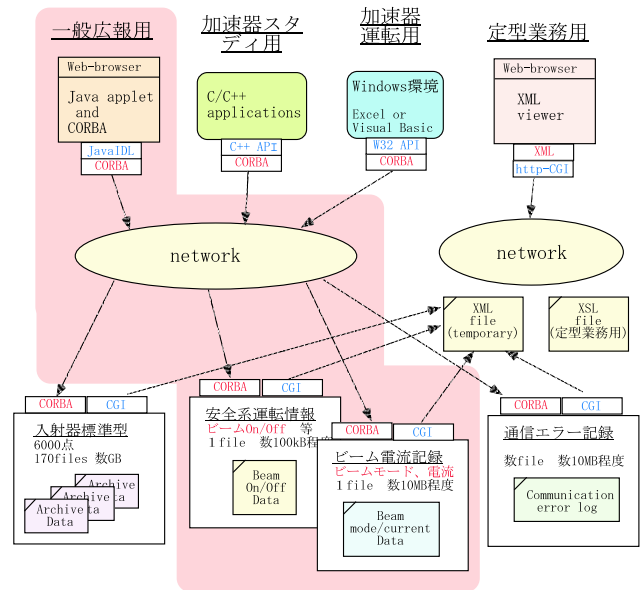 一般広報用
加速器スタ
ディ用
加速器
運転用
定型業務用
Web-browser
Java applet
and
CORBA
JavaIDL
CORBA
C/C++
applications
C++ API
CORBA
Windows環境
Excel or
Visual Basic
W32 API
CORBA
Web-browser
XML
viewer
XML
http-CGI
network
network
XML
file
(temporary)
XSL
file
(定型業務用)
CORBA
CGI
入射器標準型
6000点
170files 数GB
Archive
Data
CORBA
CGI
安全系運転情報
ビームOn/Off 等
1file 数100kB程度
Beam
On/Off
Data
CORBA
CGI
ビーム電流記録
ビームモード、電流
1file 数10MB程度
Beam
mode/current
Data
CORBA
CGI
通信エラー記録
数file 数10MB程度
Communication
error log